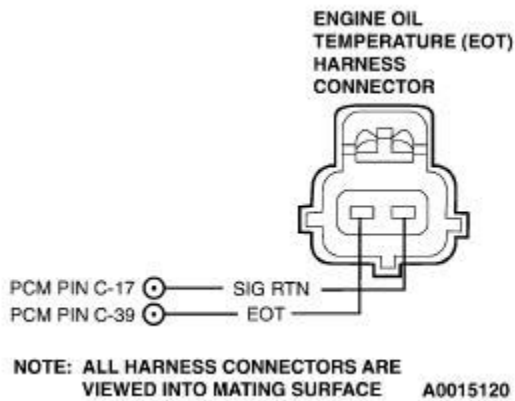 ENGINE OIL
TEMPERATURE (EOT)
HARNESS
CONNECTOR
PCM PIN C-17 SIG RTN
PCM PIN C-39 EOT
NOTE: ALL HARNESS CONNECTORS ARE
VIEWED INTO MATING SURFACE A0015120